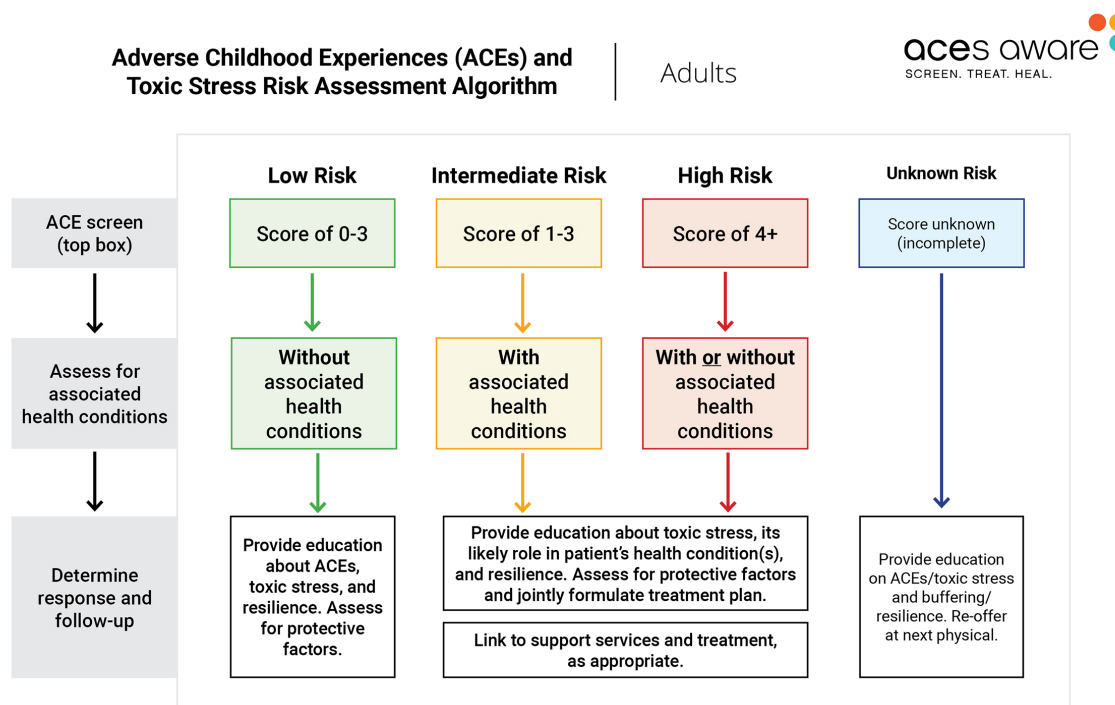 Adverse Childhood Experiences (ACEs) and
Toxic Stress Risk Assessment Algorithm
Adults
aces aware
SCREEN. TREAT. HEAL.
Low Risk
Intermediate Risk
High Risk
Unknown Risk
ACE screen
(top box)
Score of 0-3
Score of 1-3
Score of 4+
Score unknown
(incomplete)
Assess for
associated
health conditions
Without
associated
health
conditions
With
associated
health
conditions
With or without
associated
health
conditions
Determine
response and
follow-up
Provide education
about ACEs,
toxic stress, and
resilience. Assess
for protective
factors.
Provide education about toxic stress, its
likely role in patient's health condition(s),
and resilience. Assess for protective factors
and jointly formulate treatment plan.
Link to support services and treatment,
as appropriate.
Provide education
on ACEs/toxic stress
and buffering/
resilience. Re-offer
at next physical.